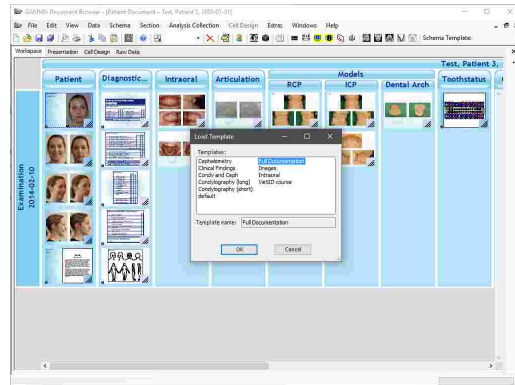 GAMMA Document Browser - [Patient Document - Test, Patient 3, 1890-01-31]
File Edit View Data Schema Section Analysis Collection Cell Design Extras Windows Help
Schema Template:
Workspace Presentation Cell Design Raw Data
Test, Patient 3,
Patient Diagnostic... Intraoral Articulation Models Toothstatus
RCP ICP Dental Arch
Examination
2014-02-10
Load Template
Templates:
Cephalometry Full Documentation
Clinical Findings Images
Condy and Ceph Intraoral
Condylography (long) VieSID course
Condylography (short)
default
Template name: Full Documentation
OK Cancel